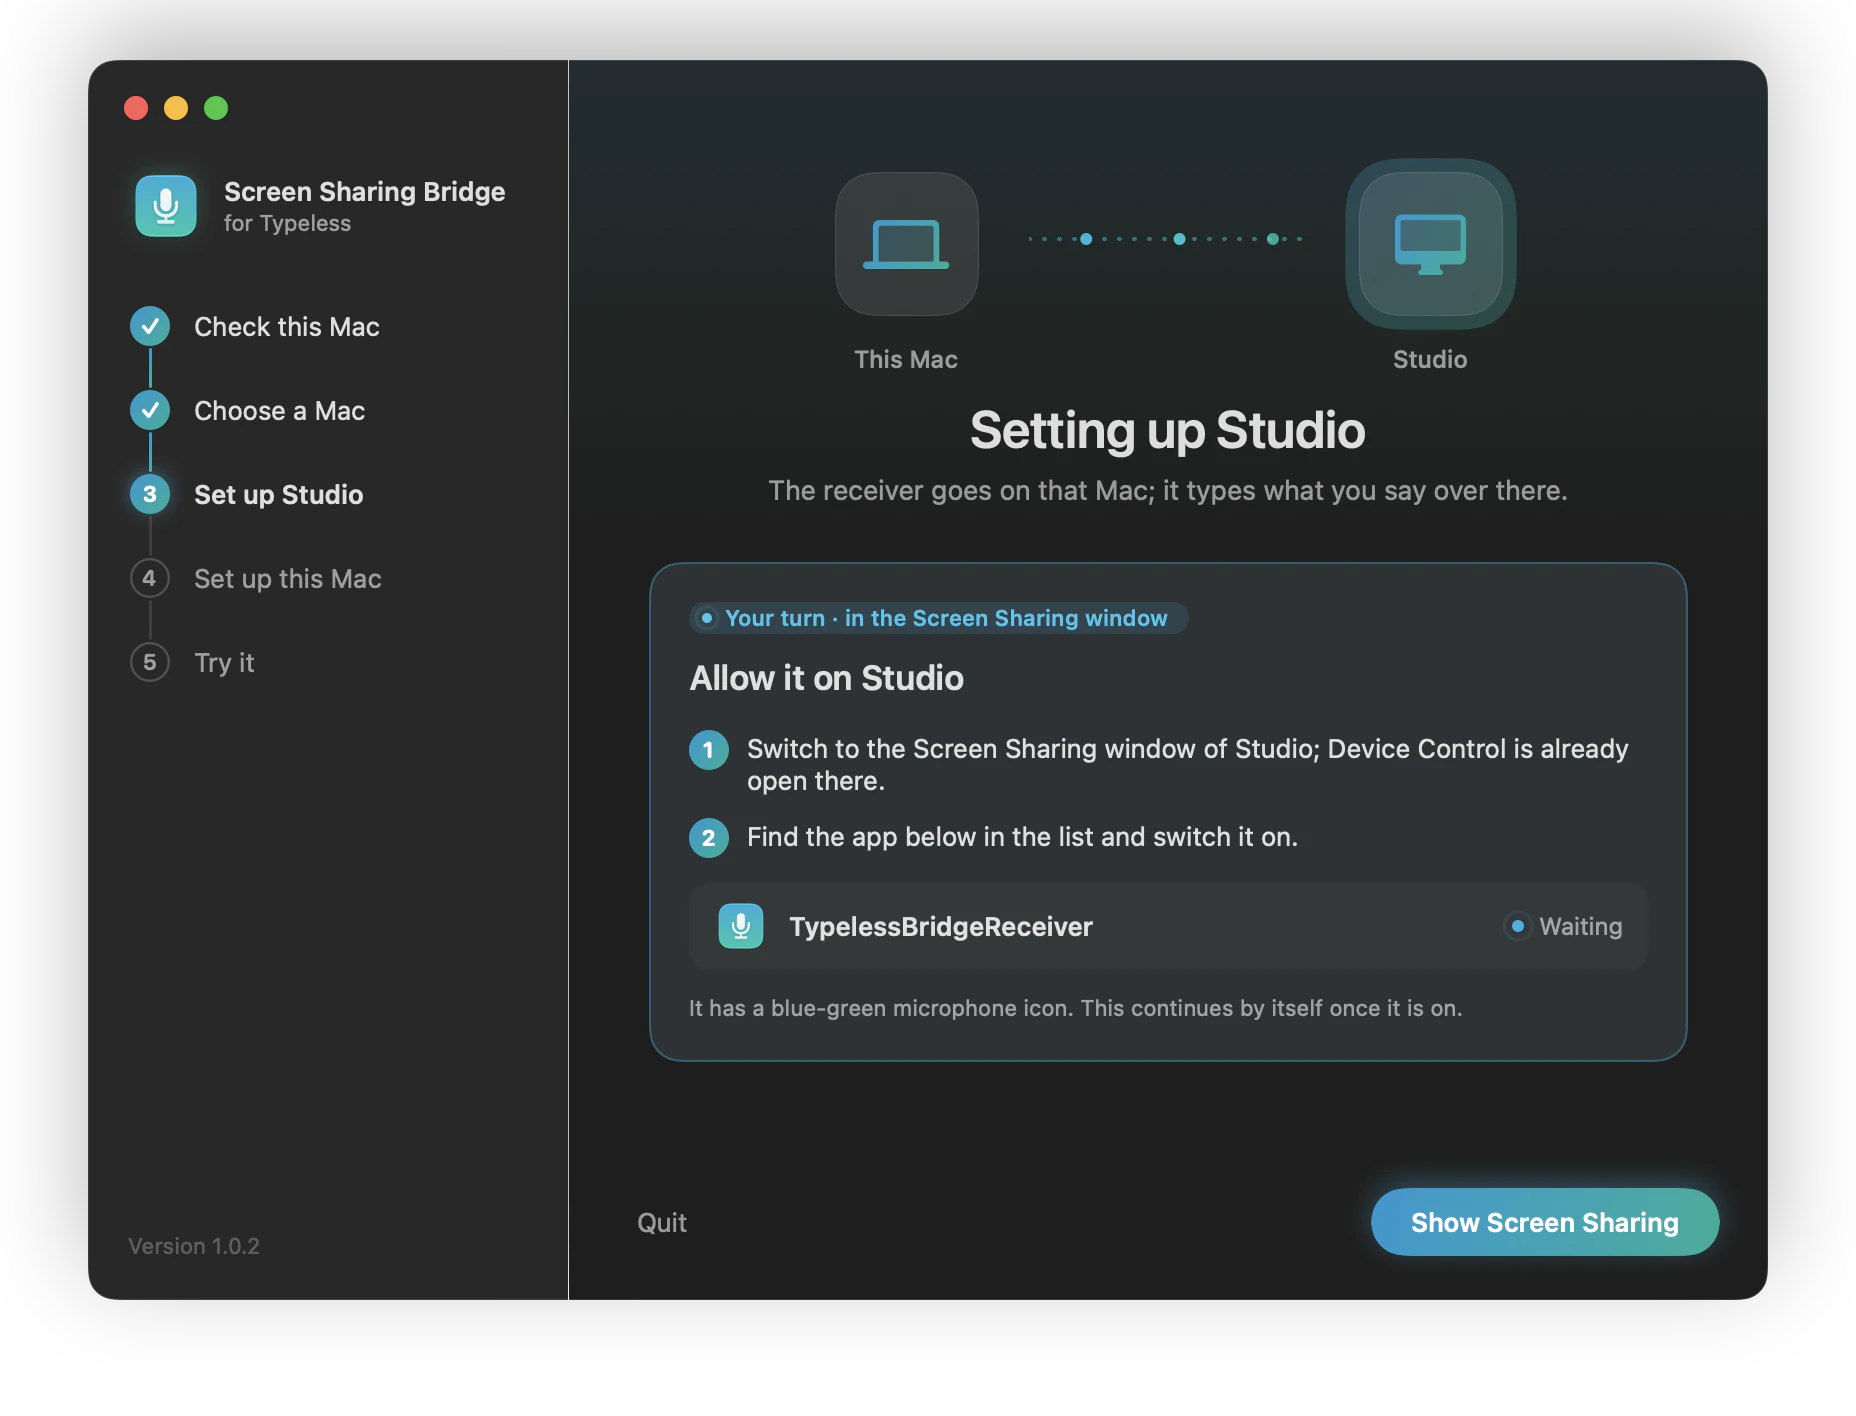 Screen Sharing Bridge
for Typeless
Check this Mac
Choose a Mac
3 Set up Studio
4 Set up this Mac
5 Try it
Version 1.0.2
This Mac
Studio
Setting up Studio
The receiver goes on that Mac; it types what you say over there.
Your turn · in the Screen Sharing window
Allow it on Studio
1 Switch to the Screen Sharing window of Studio; Device Control is already
open there.
2 Find the app below in the list and switch it on.
TypelessBridgeReceiver
Waiting
It has a blue-green microphone icon. This continues by itself once it is on.
Quit
Show Screen Sharing